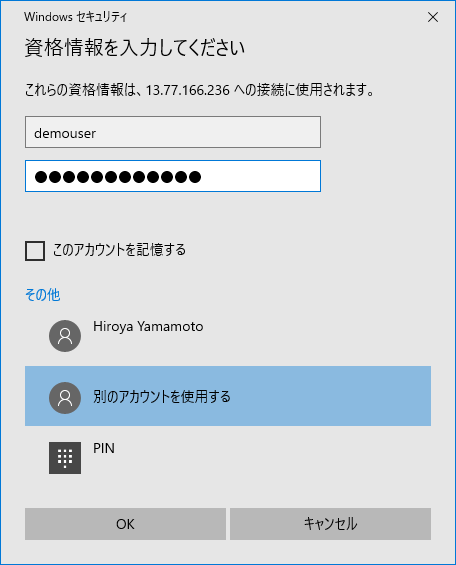 Windows セキュリティ
資格情報を入力してください
これらの資格情報は、13.77.166.236 への接続に使用されます。
demouser
●●●●●●●●●●●●
このアカウントを記憶する
その他
Hiroya Yamamoto
別のアカウントを使用する
PIN
OK
キャンセル